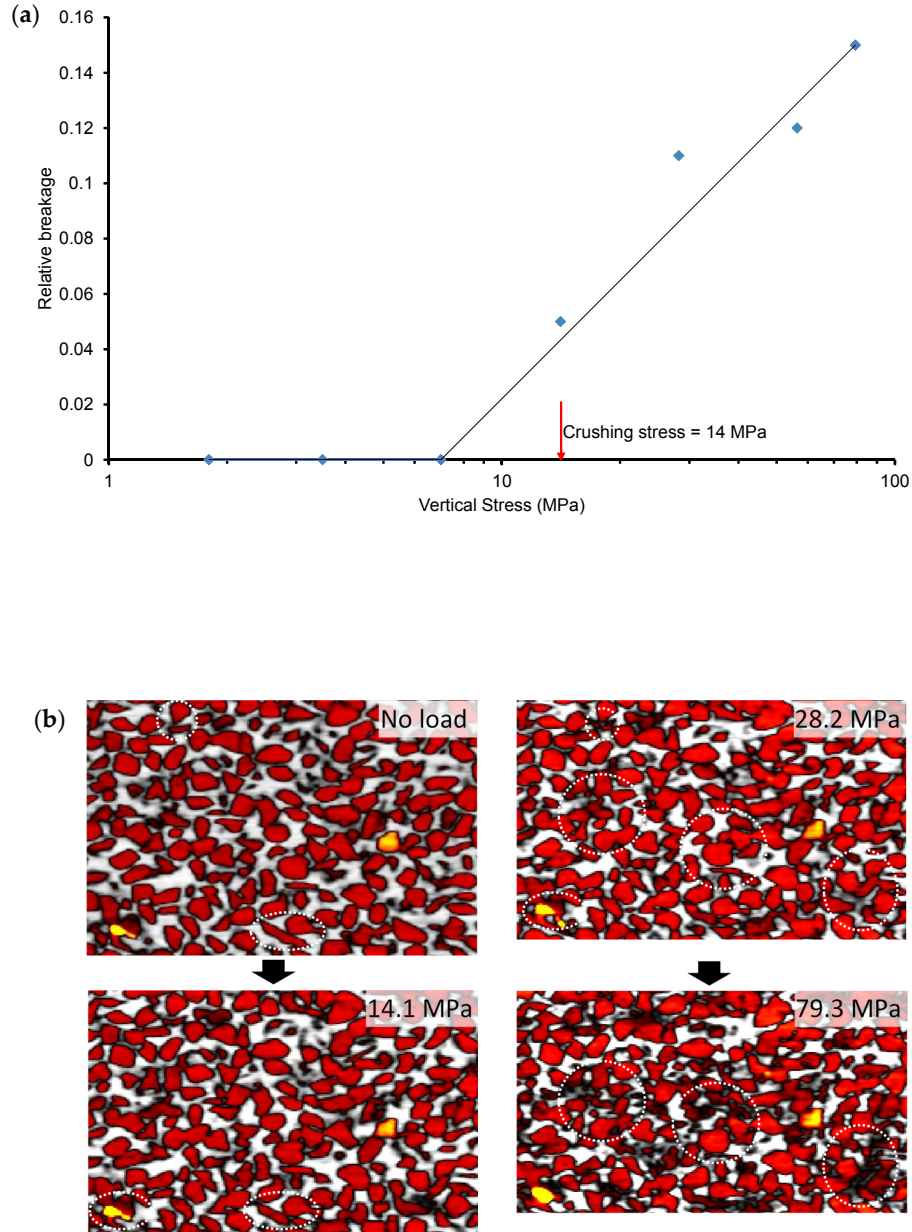 (a)
0.16
0.14
0.12
0.1
0.08
0.06
0.04
0.02
0
Relative breakage
Crushing stress = 14 MPa
1 10 100
Vertical Stress (MPa)
(b)
No load
28.2 MPa
14.1 MPa
79.3 MPa